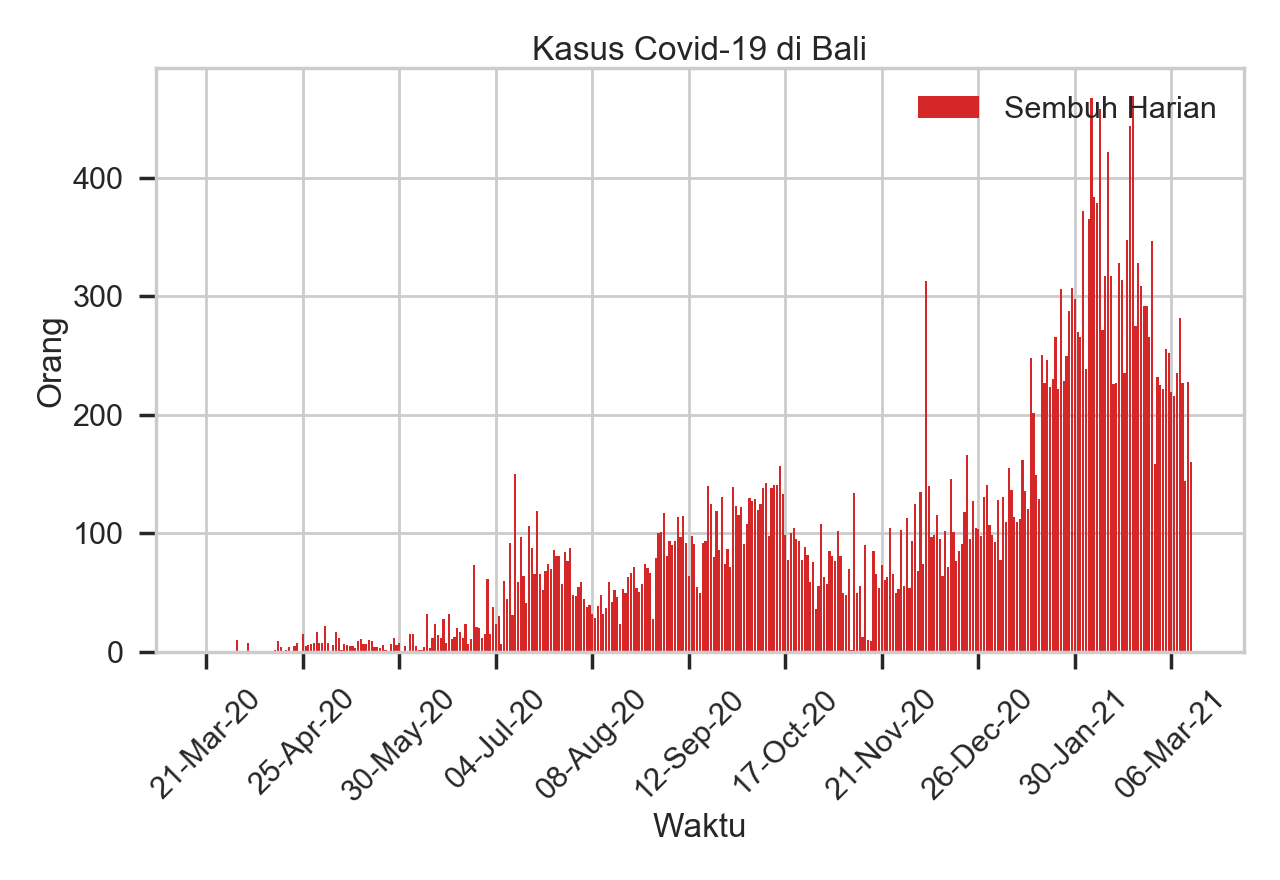 Kasus Covid-19 di Bali
Sembuh Harian
Orang
400
300
200
100
0
21-Mar-20
25-Apr-20
30-May-20
04-Jul-20
08-Aug-20
12-Sep-20
17-Oct-20
21-Nov-20
26-Dec-20
30-Jan-21
06-Mar-21
Waktu